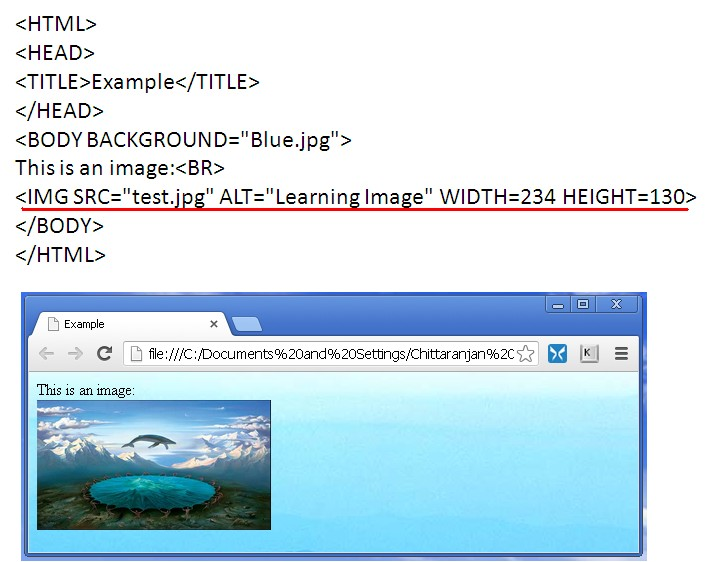 <HTML>
<HEAD>
<TITLE>Example</TITLE>
</HEAD>
<BODY BACKGROUND="Blue.jpg">
This is an image:<BR>
<IMG SRC="test.jpg" ALT="Learning Image" WIDTH=234 HEIGHT=130>
</BODY>
</HTML>
Example
file:///C:/Documents%20and%20Settings/Chittaranjan%2C
K
This is an image: